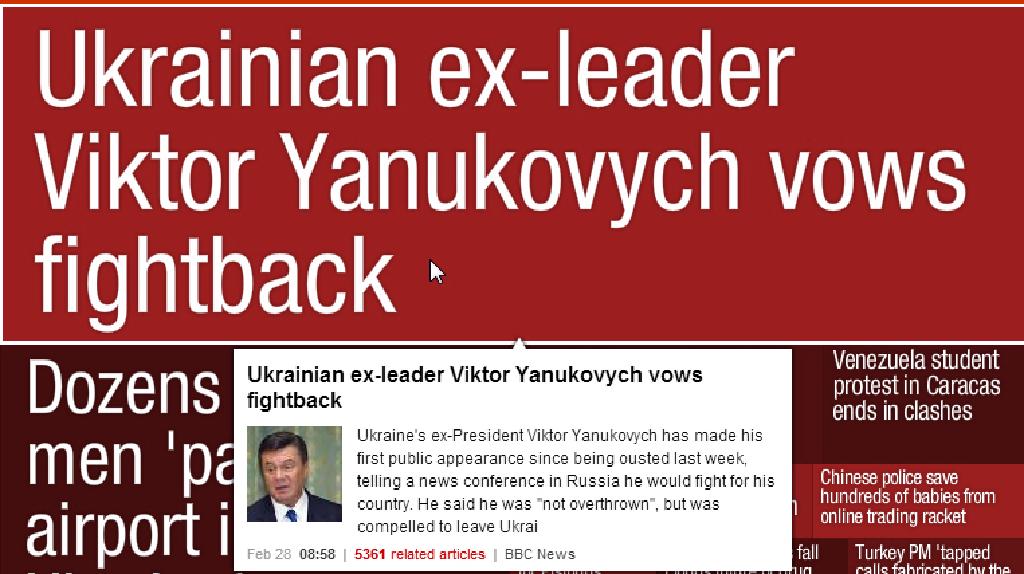 Ukrainian ex-leader
Viktor Yanukovych vows
fightback
Dozens
men 'pa
airport i
Ukrainian ex-leader Viktor Yanukovych vows
fightback
Ukraine's ex-President Viktor Yanukovych has made his
first public appearance since being ousted last week,
telling a news conference in Russia he would fight for his
country. He said he was "not overthrown", but was
compelled to leave Ukrai
Feb 28 08:58 | 5361 related articles | BBC News
Venezuela student
protest in Caracas
ends in clashes
Chinese police save
hundreds of babies from
online trading racket
fall
Turkey PM 'tapped
calls fabricated by the